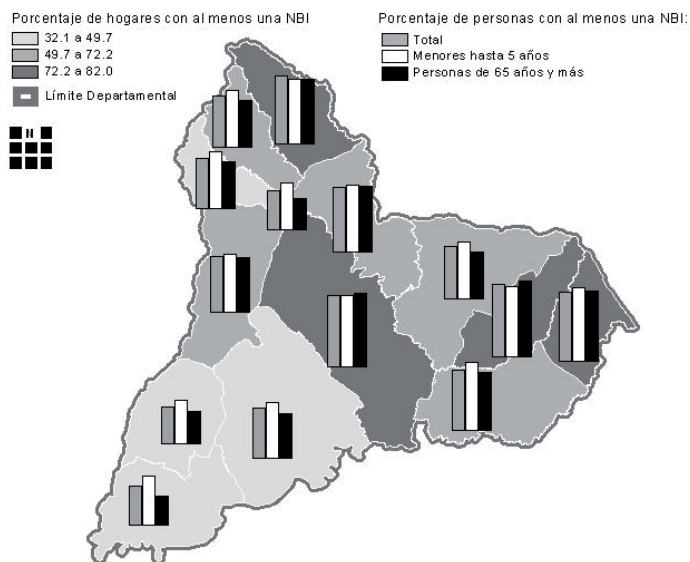 Porcentaje de hogares con al menos una NBI
32.1 a 49.7
49.7 a 72.2
72.2 a 82.0
Límite Departamental
N
Porcentaje de personas con al menos una NBI:
Total
Menores hasta 5 años
Personas de 65 años y más